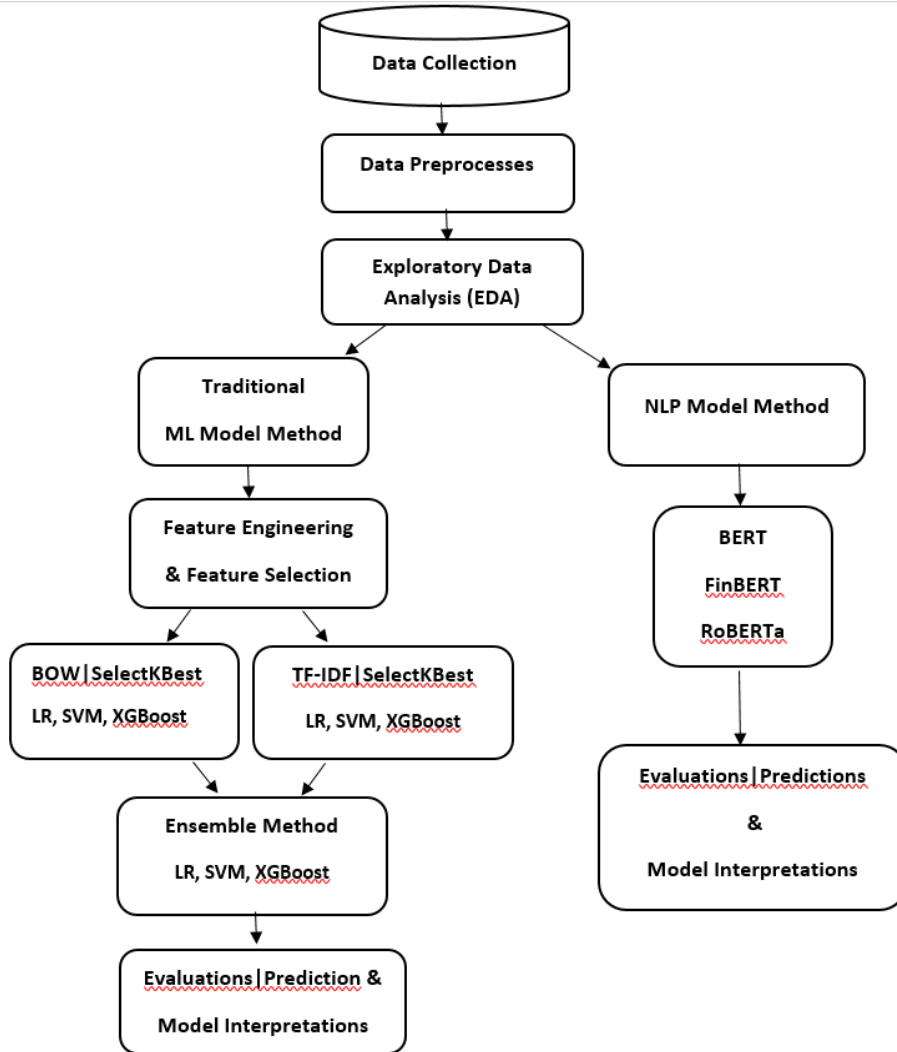 Data Collection
Data Preprocesses
Exploratory Data
Analysis (EDA)
Traditional
ML Model Method
NLP Model Method
Feature Engineering
& Feature Selection
BERT
FinBERT
RoBERTa
BOW|SelectKBest
LR, SVM, XGBoost
TF-IDF|SelectKBest
LR, SVM, XGBoost
Ensemble Method
LR, SVM, XGBoost
Evaluations|Predictions
&
Model Interpretations
Evaluations|Prediction &
Model Interpretations